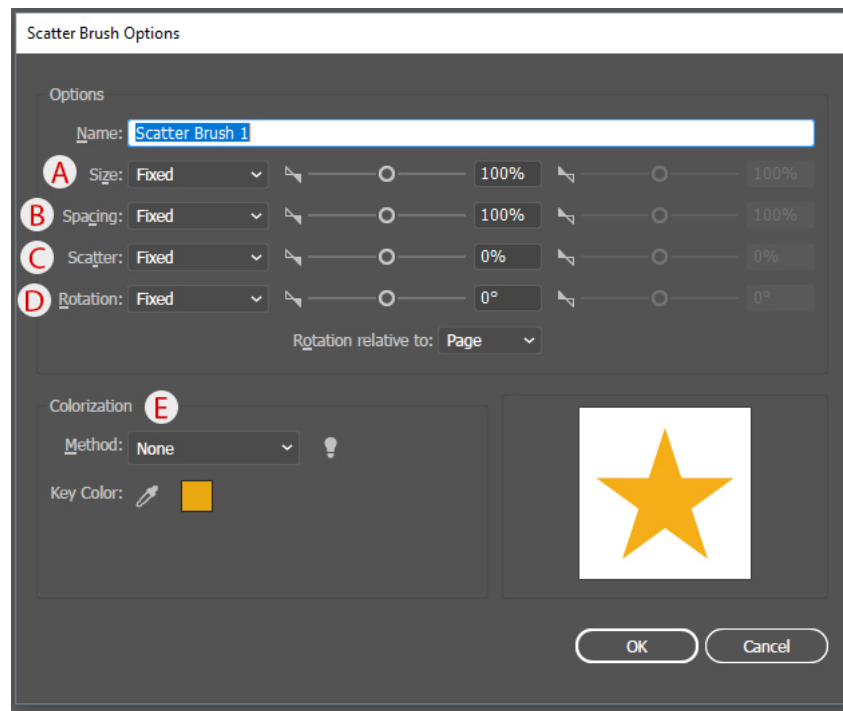 Scatter Brush Options
Options
Name: Scatter Brush 1
A Size: Fixed 100% 100%
B Spacing: Fixed 100% 100%
C Scatter: Fixed 0% 0%
D Rotation: Fixed 0° 0°
Rotation relative to: Page
Colorization E
Method: None
Key Color:
OK Cancel